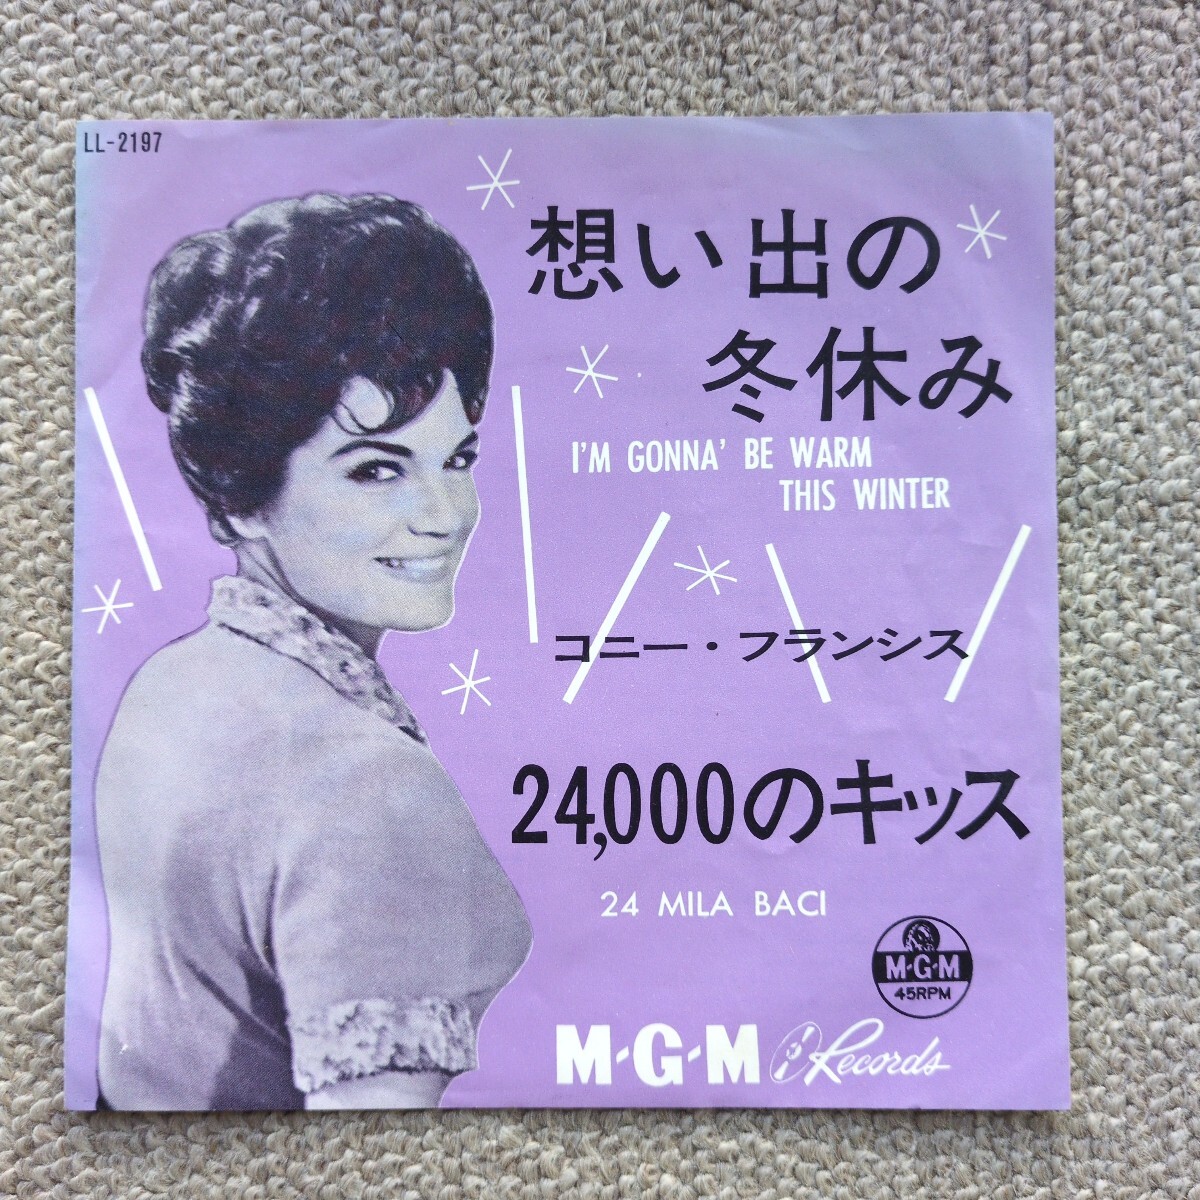 LL-2197
想い出の
冬休み
I'M GONNA' BE WARM
THIS WINTER
コニー・フランシス
24,000のキッス
24 MILA BACI
M-G-M
45RPM
M-G-M Records